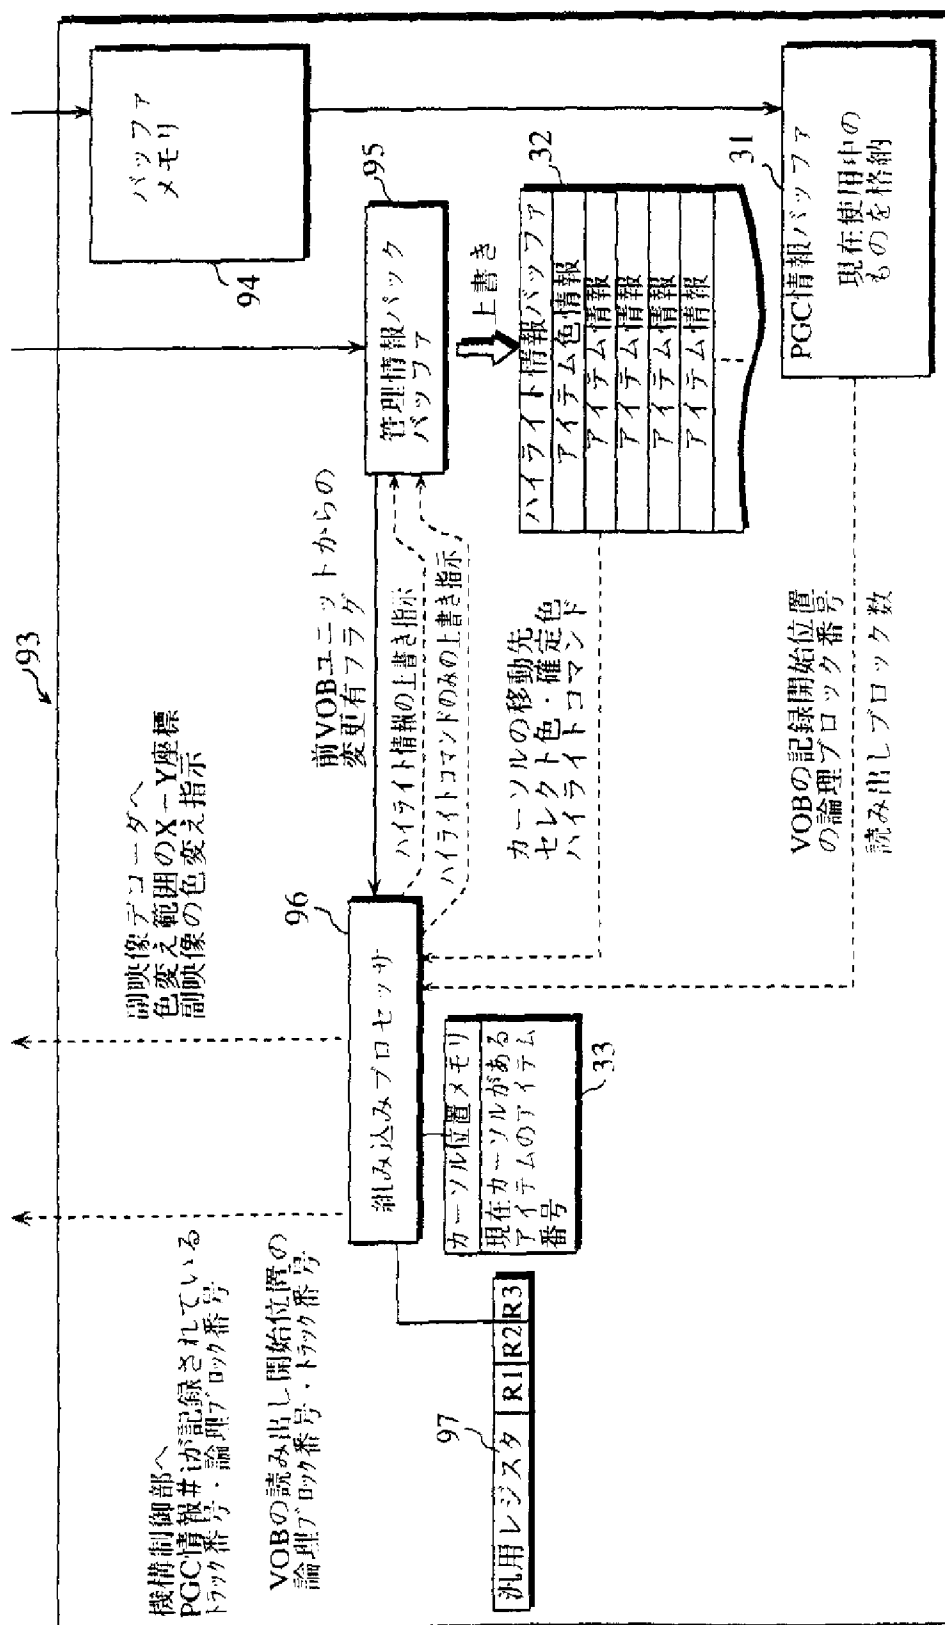 93
機構制御部へ
PGC情報#iが記録されている
トラック番号・論理ブロック番号
VOBの読み出し開始位置の
論理ブロック番号・トラック番号
副映像デコーダへ
色変え範囲のX－Y座標
副映像の色変え指示
バッファ
メモリ
94
管理情報パック
バッファ
95
上書き
前VOBユニットからの
変更有フラグ
ハイライト情報の上書き指示
ハイライトコマンドのみの上書き指示
組み込みプロセッサ
96
カーソル位置メモリ
現在カーソルがある
アイテムのアイテム
番号
33
汎用レジスタ
R1
R2
R3
97
カーソルの移動先
セレクト色・確定色
ハイライトコマンド
32
ハイライト情報バッファ
アイテム色情報
アイテム情報
アイテム情報
アイテム情報
アイテム情報
VOBの記録開始位置
の論理ブロック番号
読み出しブロック数
31
PGC情報バッファ
現在使用中の
ものを格納